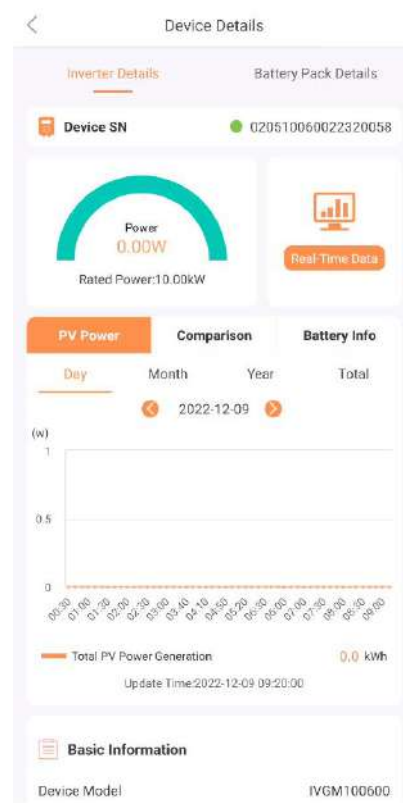 Device Details
Inverter Details Battery Pack Details
Device SN 020510060022320058
Power
0.00W
Rated Power:10.00kW
Real-Time Data
PV Power Comparison Battery Info
Day Month Year Total
2022-12-09
(w)
1
0.5
0
00:30 01:00 01:30 02:00 02:30 03:00 03:40 04:10 04:50 05:20 06:30 06:00 07:00 07:30 08:00 08:30 09:00
Total PV Power Generation 0.0 kWh
Update Time:2022-12-09 09:20:00
Basic Information
Device Model IVGM100600